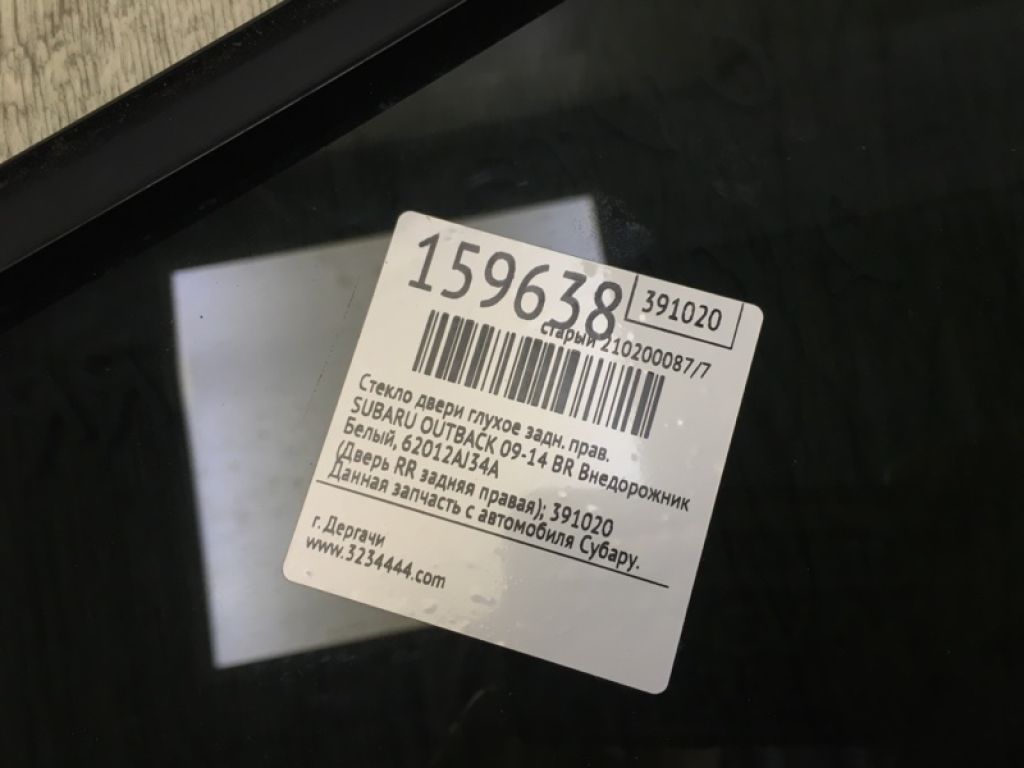 159638
391020
старый 210200087/7
Стекло двери глухое задн. прав.
SUBARU OUTBACK 09-14 BR Внедорожник
Белый, 62012AJ34A
(Дверь RR задняя правая); 391020
Данная запчасть с автомобиля Субару.
г. Дергачи
www.3234444.com